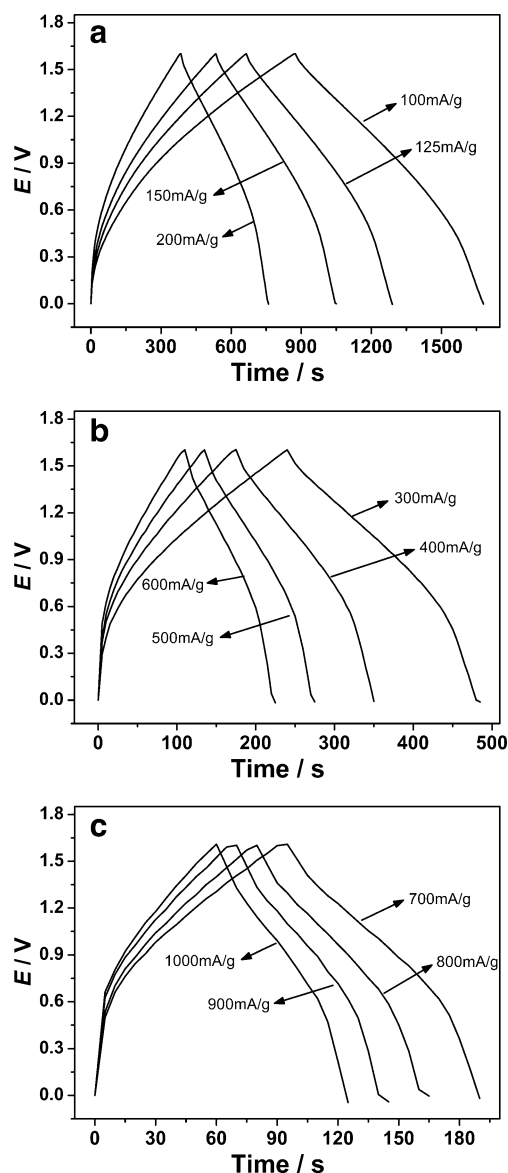 a
1.8
1.5
1.2
0.9
0.6
0.3
0.0
E / V
100mA/g
125mA/g
150mA/g
200mA/g
0 300 600 900 1200 1500
Time / s
b
1.8
1.5
1.2
0.9
0.6
0.3
0.0
E / V
300mA/g
400mA/g
600mA/g
500mA/g
0 100 200 300 400 500
Time / s
c
1.8
1.5
1.2
0.9
0.6
0.3
0.0
E / V
700mA/g
1000mA/g
800mA/g
900mA/g
0 30 60 90 120 150 180
Time / s